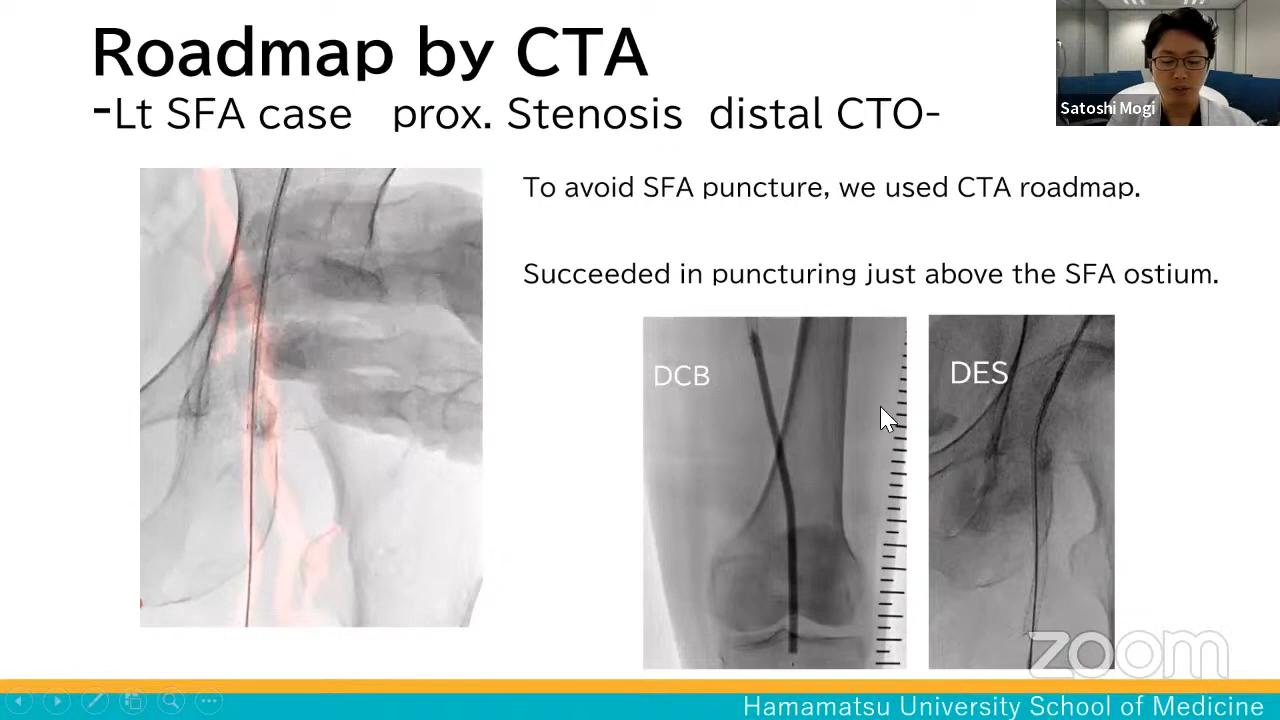 Roadmap by CTA
-Lt SFA case prox. Stenosis distal CTO-
Satoshi Mogi
To avoid SFA puncture, we used CTA roadmap.
Succeeded in puncturing just above the SFA ostium.
DCB
DES
zoom
Hamamatsu University School of Medicine